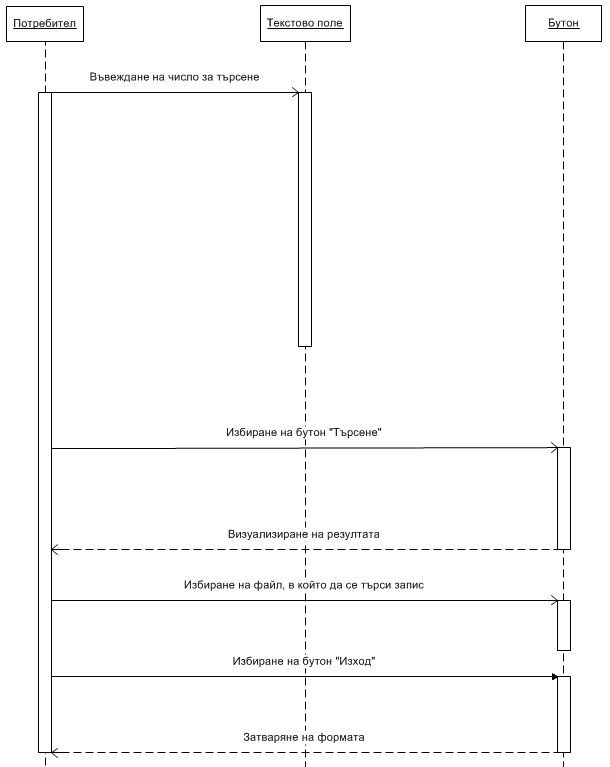 Потребител
Текстово поле
Бутон
Въвеждане на число за търсене
Избиране на бутон "Търсене"
Визуализиране на резултата
Избиране на файл, в който да се търси запис
Избиране на бутон "Изход"
Затваряне на формата